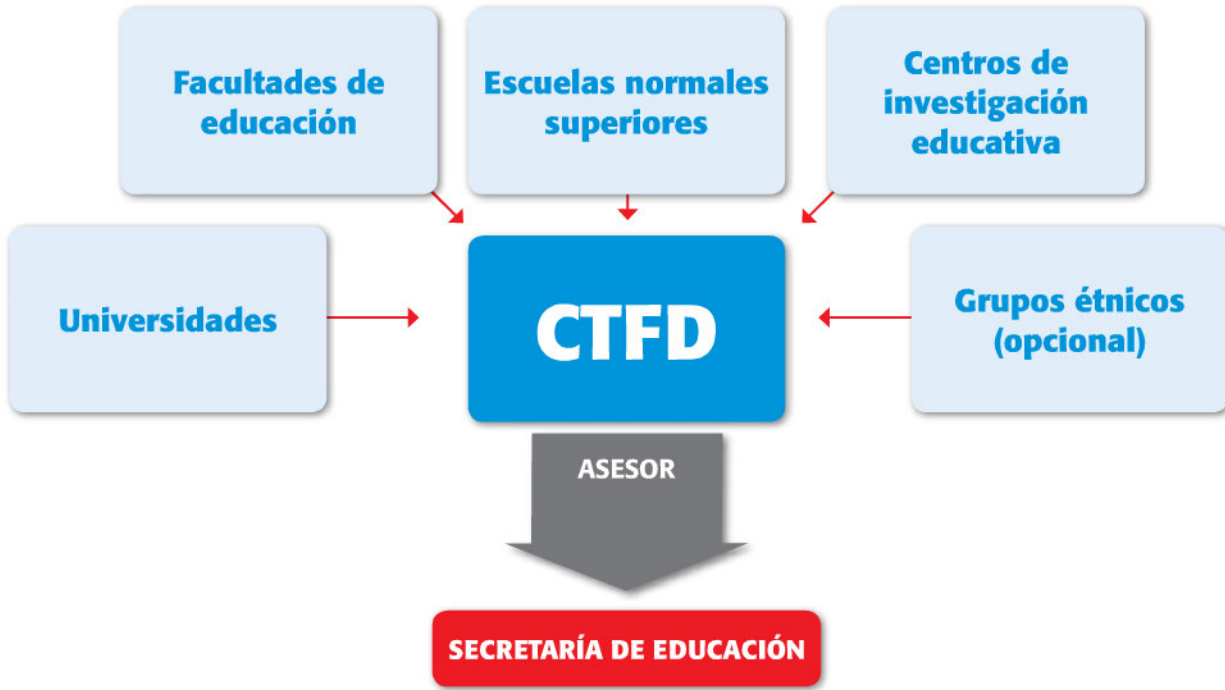 Facultades de
educación
Escuelas normales
superiores
Centros de
investigación
educativa
Universidades
CTFD
Grupos étnicos
(opcional)
ASESOR
SECRETARÍA DE EDUCACIÓN